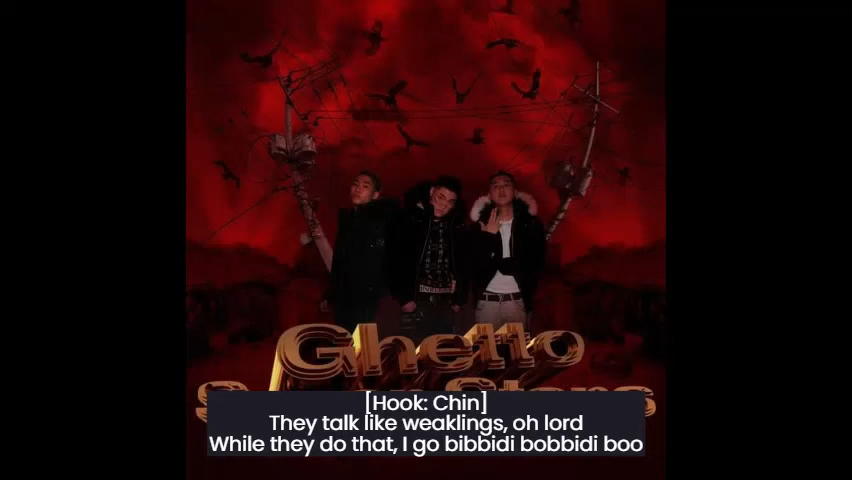 Ghetto
[Hook: Chin]
They talk like weaklings, oh lord
While they do that, I go bibbidi bobbidi boo